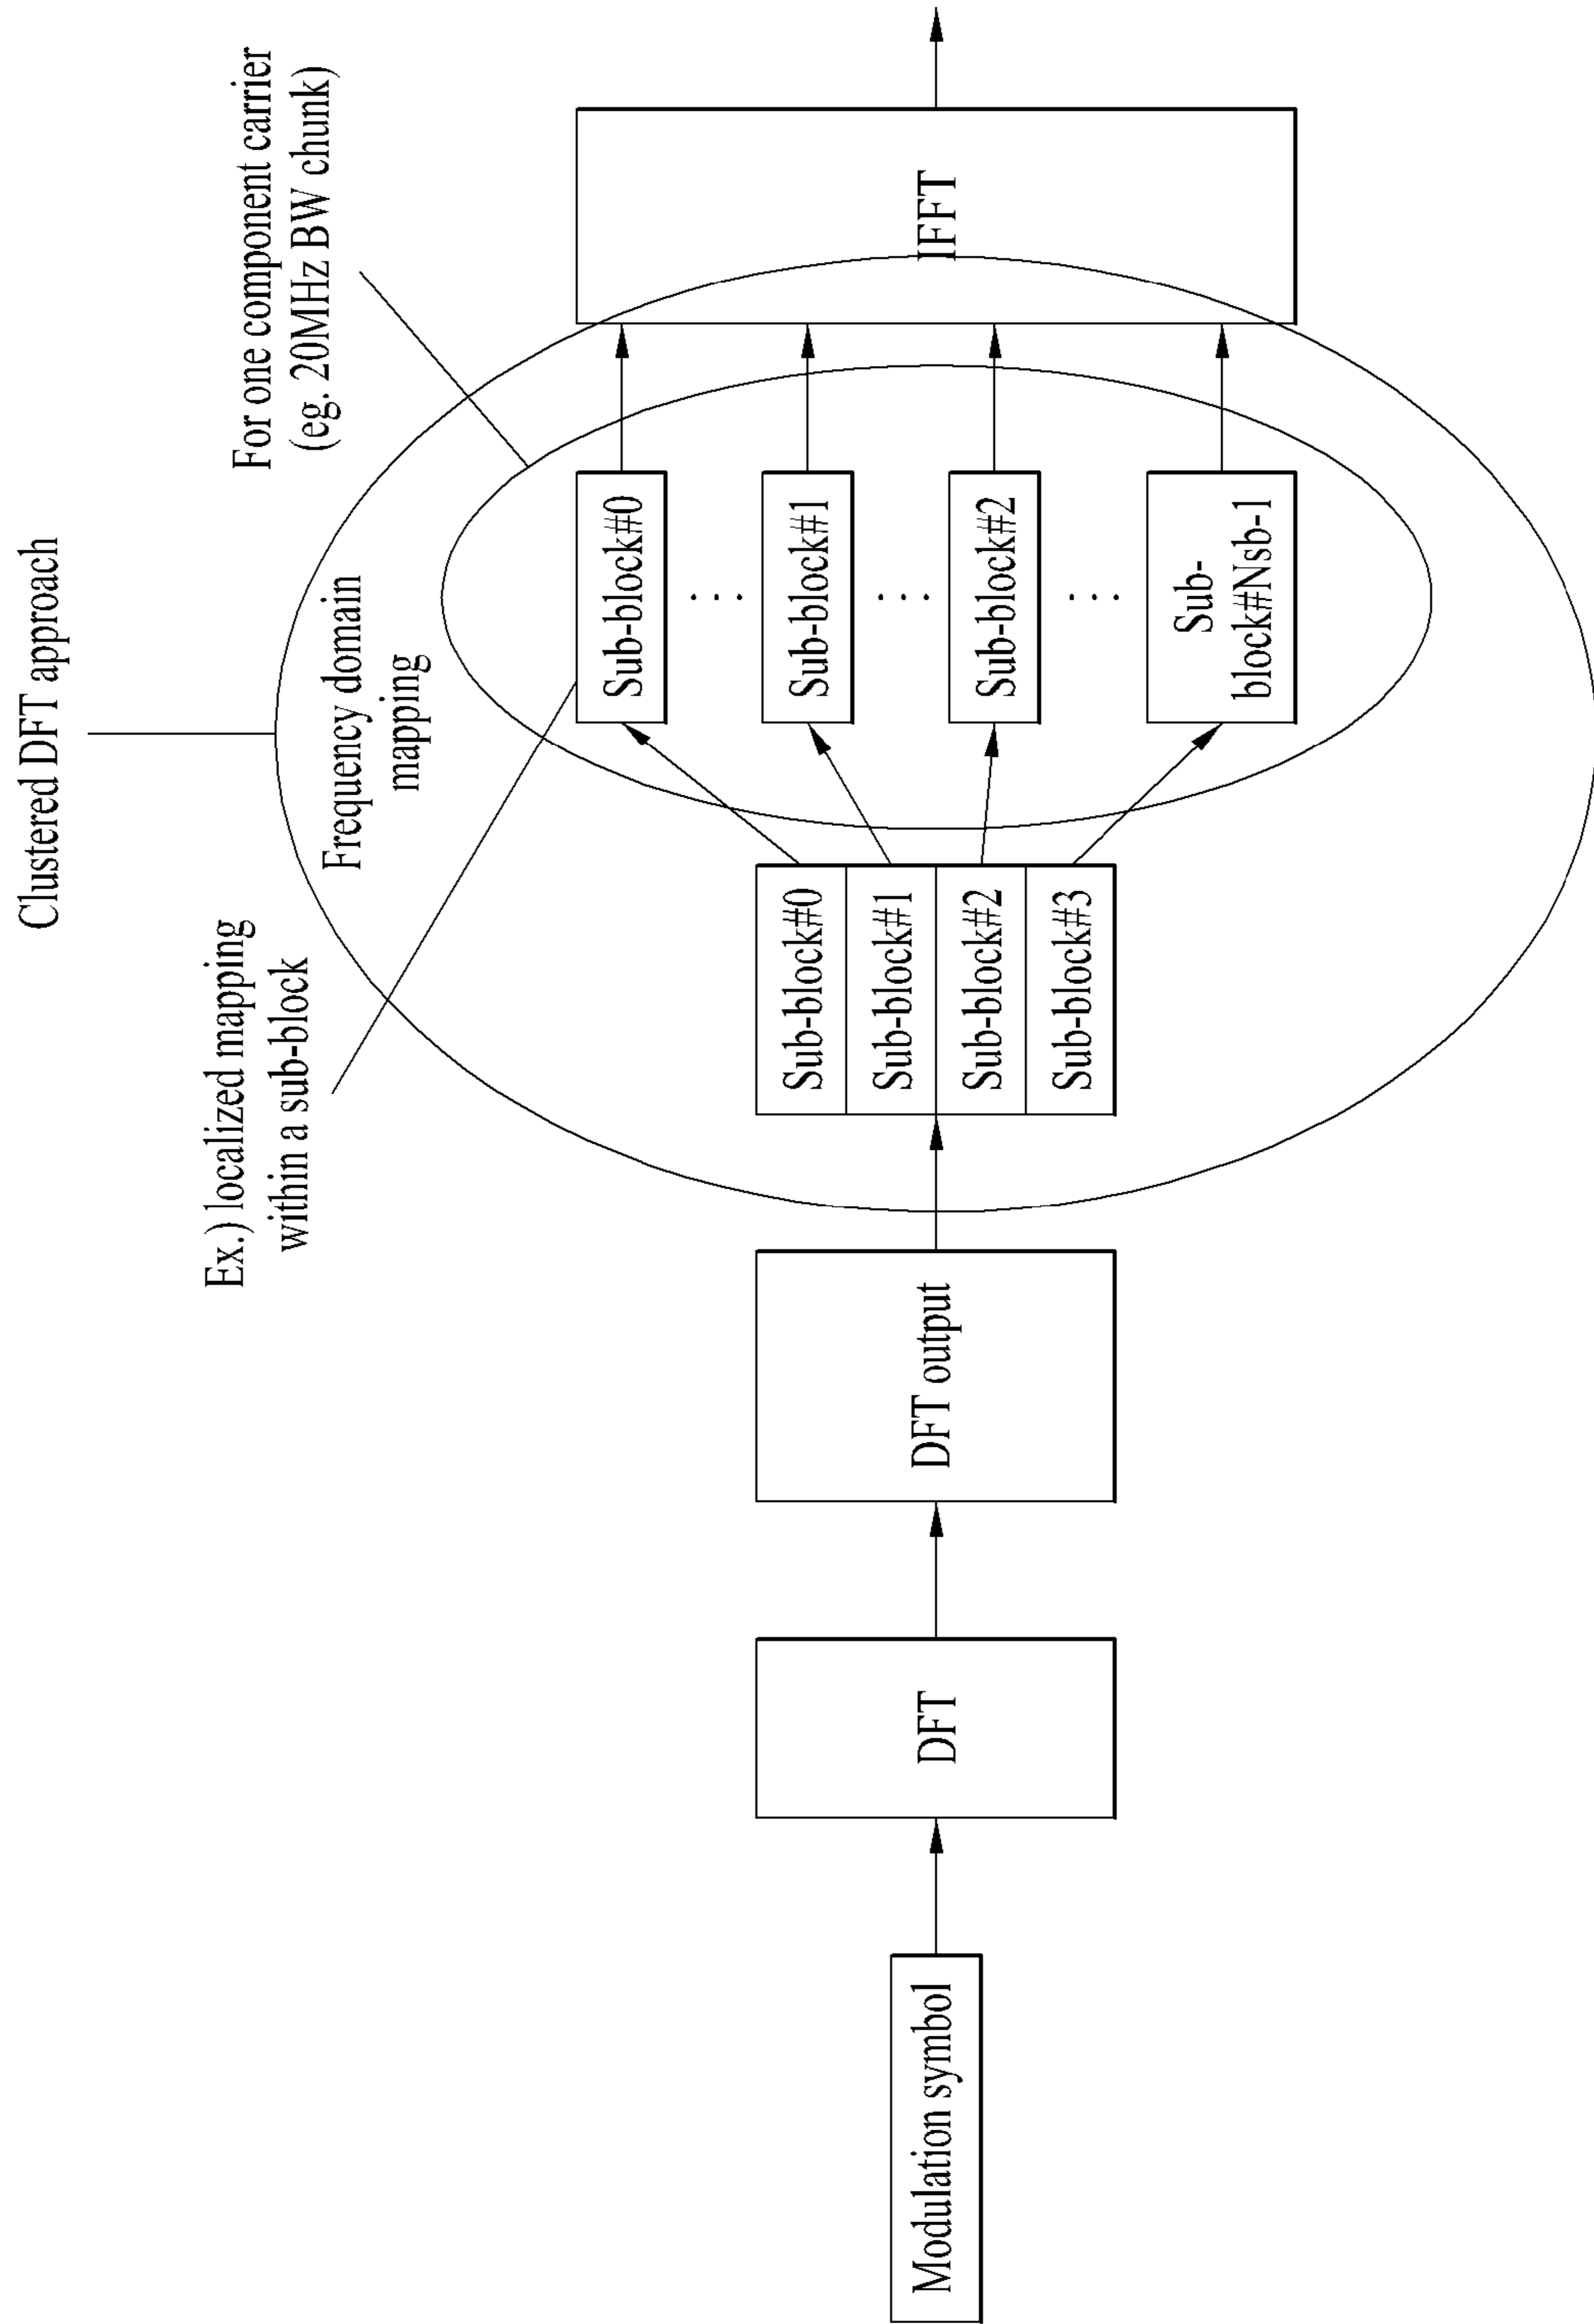 Clustered DFT approach
For one component carrier
(eg. 20MHz BW chunk)
Ex.) localized mapping
within a sub-block
Frequency domain
mapping
Modulation symbol
DFT
DFT output
Sub-block#0
Sub-block#1
Sub-block#2
Sub-block#3
Sub-block#0
...
Sub-block#1
...
Sub-block#2
...
Sub-
block#Nsb-1
IFFT